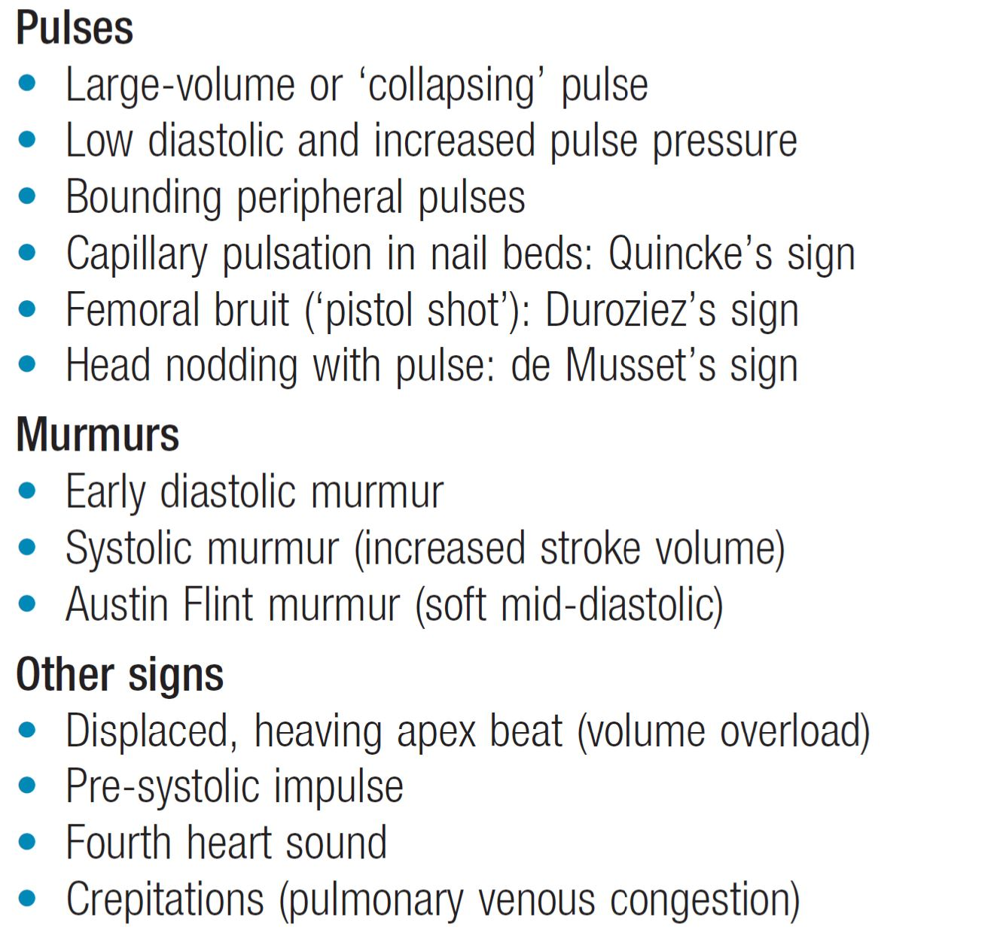 Pulses
• Large-volume or ‘collapsing’ pulse
• Low diastolic and increased pulse pressure
• Bounding peripheral pulses
• Capillary pulsation in nail beds: Quincke’s sign
• Femoral bruit (‘pistol shot’): Duroziez’s sign
• Head nodding with pulse: de Musset’s sign
Murmurs
• Early diastolic murmur
• Systolic murmur (increased stroke volume)
• Austin Flint murmur (soft mid-diastolic)
Other signs
• Displaced, heaving apex beat (volume overload)
• Pre-systolic impulse
• Fourth heart sound
• Crepitations (pulmonary venous congestion)